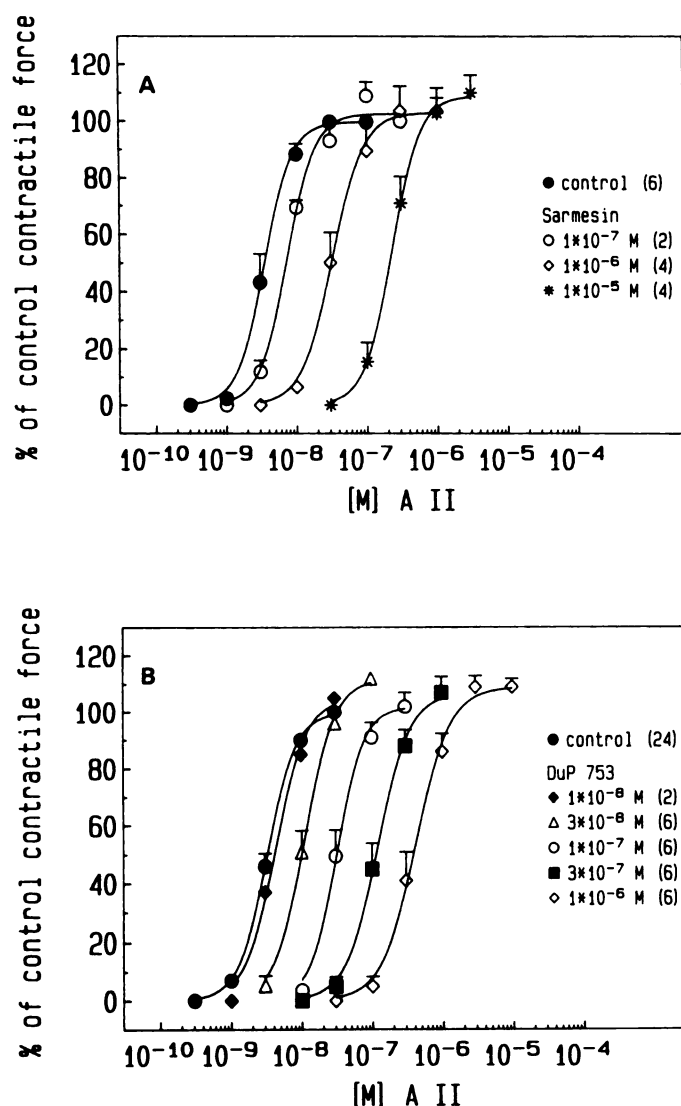 A
% of control contractile force
120
100
80
60
40
20
0
● control (6)
Sarmesin
○ 1*10⁻⁷ M (2)
◇ 1*10⁻⁶ M (4)
✱ 1*10⁻⁵ M (4)
10⁻¹⁰ 10⁻⁹ 10⁻⁸ 10⁻⁷ 10⁻⁶ 10⁻⁵ 10⁻⁴
[M] A II
B
% of control contractile force
120
100
80
60
40
20
0
● control (24)
DuP 753
◆ 1*10⁻⁸ M (2)
△ 3*10⁻⁸ M (6)
○ 1*10⁻⁷ M (6)
■ 3*10⁻⁷ M (6)
◇ 1*10⁻⁶ M (6)
10⁻¹⁰ 10⁻⁹ 10⁻⁸ 10⁻⁷ 10⁻⁶ 10⁻⁵ 10⁻⁴
[M] A II